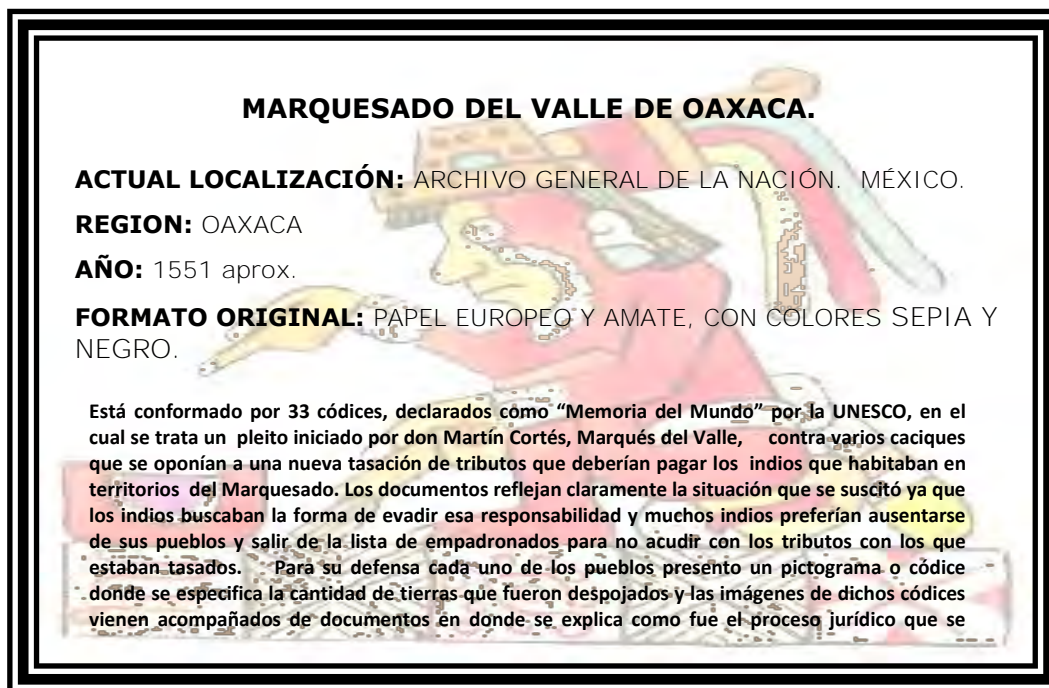 MARQUESADO DEL VALLE DE OAXACA.
ACTUAL LOCALIZACIÓN: ARCHIVO GENERAL DE LA NACIÓN. MÉXICO.
REGION: OAXACA
AÑO: 1551 aprox.
FORMATO ORIGINAL: PAPEL EUROPEO Y AMATE, CON COLORES SEPIA Y
NEGRO.
Está conformado por 33 códices, declarados como “Memoria del Mundo” por la UNESCO, en el
cual se trata un pleito iniciado por don Martín Cortés, Marqués del Valle, contra varios caciques
que se oponían a una nueva tasación de tributos que deberían pagar los indios que habitaban en
territorios del Marquesado. Los documentos reflejan claramente la situación que se suscitó ya que
los indios buscaban la forma de evadir esa responsabilidad y muchos indios preferían ausentarse
de sus pueblos y salir de la lista de empadronados para no acudir con los tributos con los que
estaban tasados. Para su defensa cada uno de los pueblos presento un pictograma o códice
donde se especifica la cantidad de tierras que fueron despojados y las imágenes de dichos códices
vienen acompañados de documentos en donde se explica como fue el proceso jurídico que se